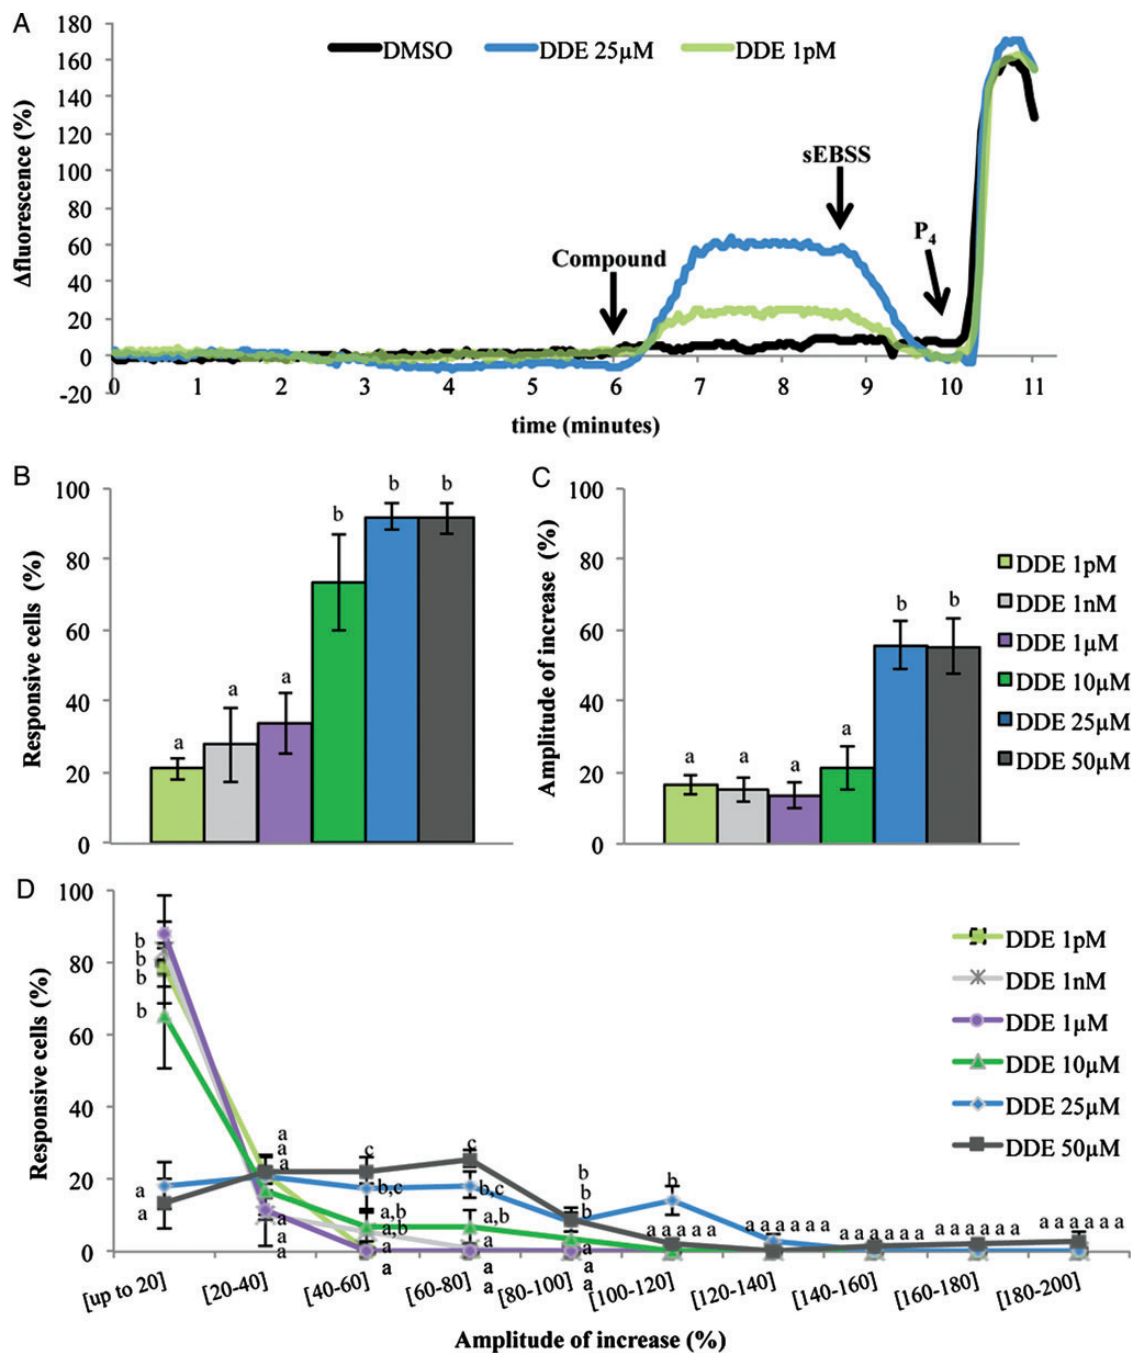 A
DMSO DDE 25µM DDE 1pM
180
160
140
120
100
80
60
40
20
0
-20
Δfluorescence (%)
Compound
sEBSS
P4
0 1 2 3 4 5 6 7 8 9 10 11
time (minutes)
B
100
80
60
40
20
0
Responsive cells (%)
a a a b b b
C
100
80
60
40
20
0
Amplitude of increase (%)
a a a a b b
DDE 1pM
DDE 1nM
DDE 1µM
DDE 10µM
DDE 25µM
DDE 50µM
D
100
80
60
40
20
0
Responsive cells (%)
b
b
b
b
a
a
a
a
a
a
a
a
c
b,c
a,b
a,b
a
a
c
b,c
a,b
a
a
a
b
b
b
a
a
a
b
a a a a a
a a a a a a
a a a a a a
a a a a a a
a a a a a a
DDE 1pM
DDE 1nM
DDE 1µM
DDE 10µM
DDE 25µM
DDE 50µM
[up to 20] [20-40] [40-60] [60-80] [80-100] [100-120] [120-140] [140-160] [160-180] [180-200]
Amplitude of increase (%)